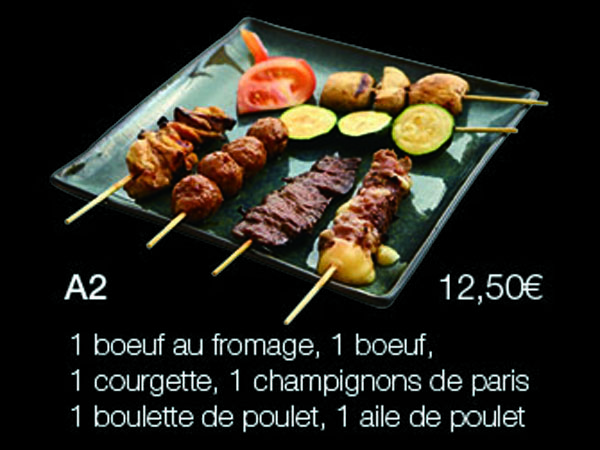 A2 12,50€
1 boeuf au fromage, 1 boeuf,
1 courgette, 1 champignons de paris
1 boulette de poulet, 1 aile de poulet